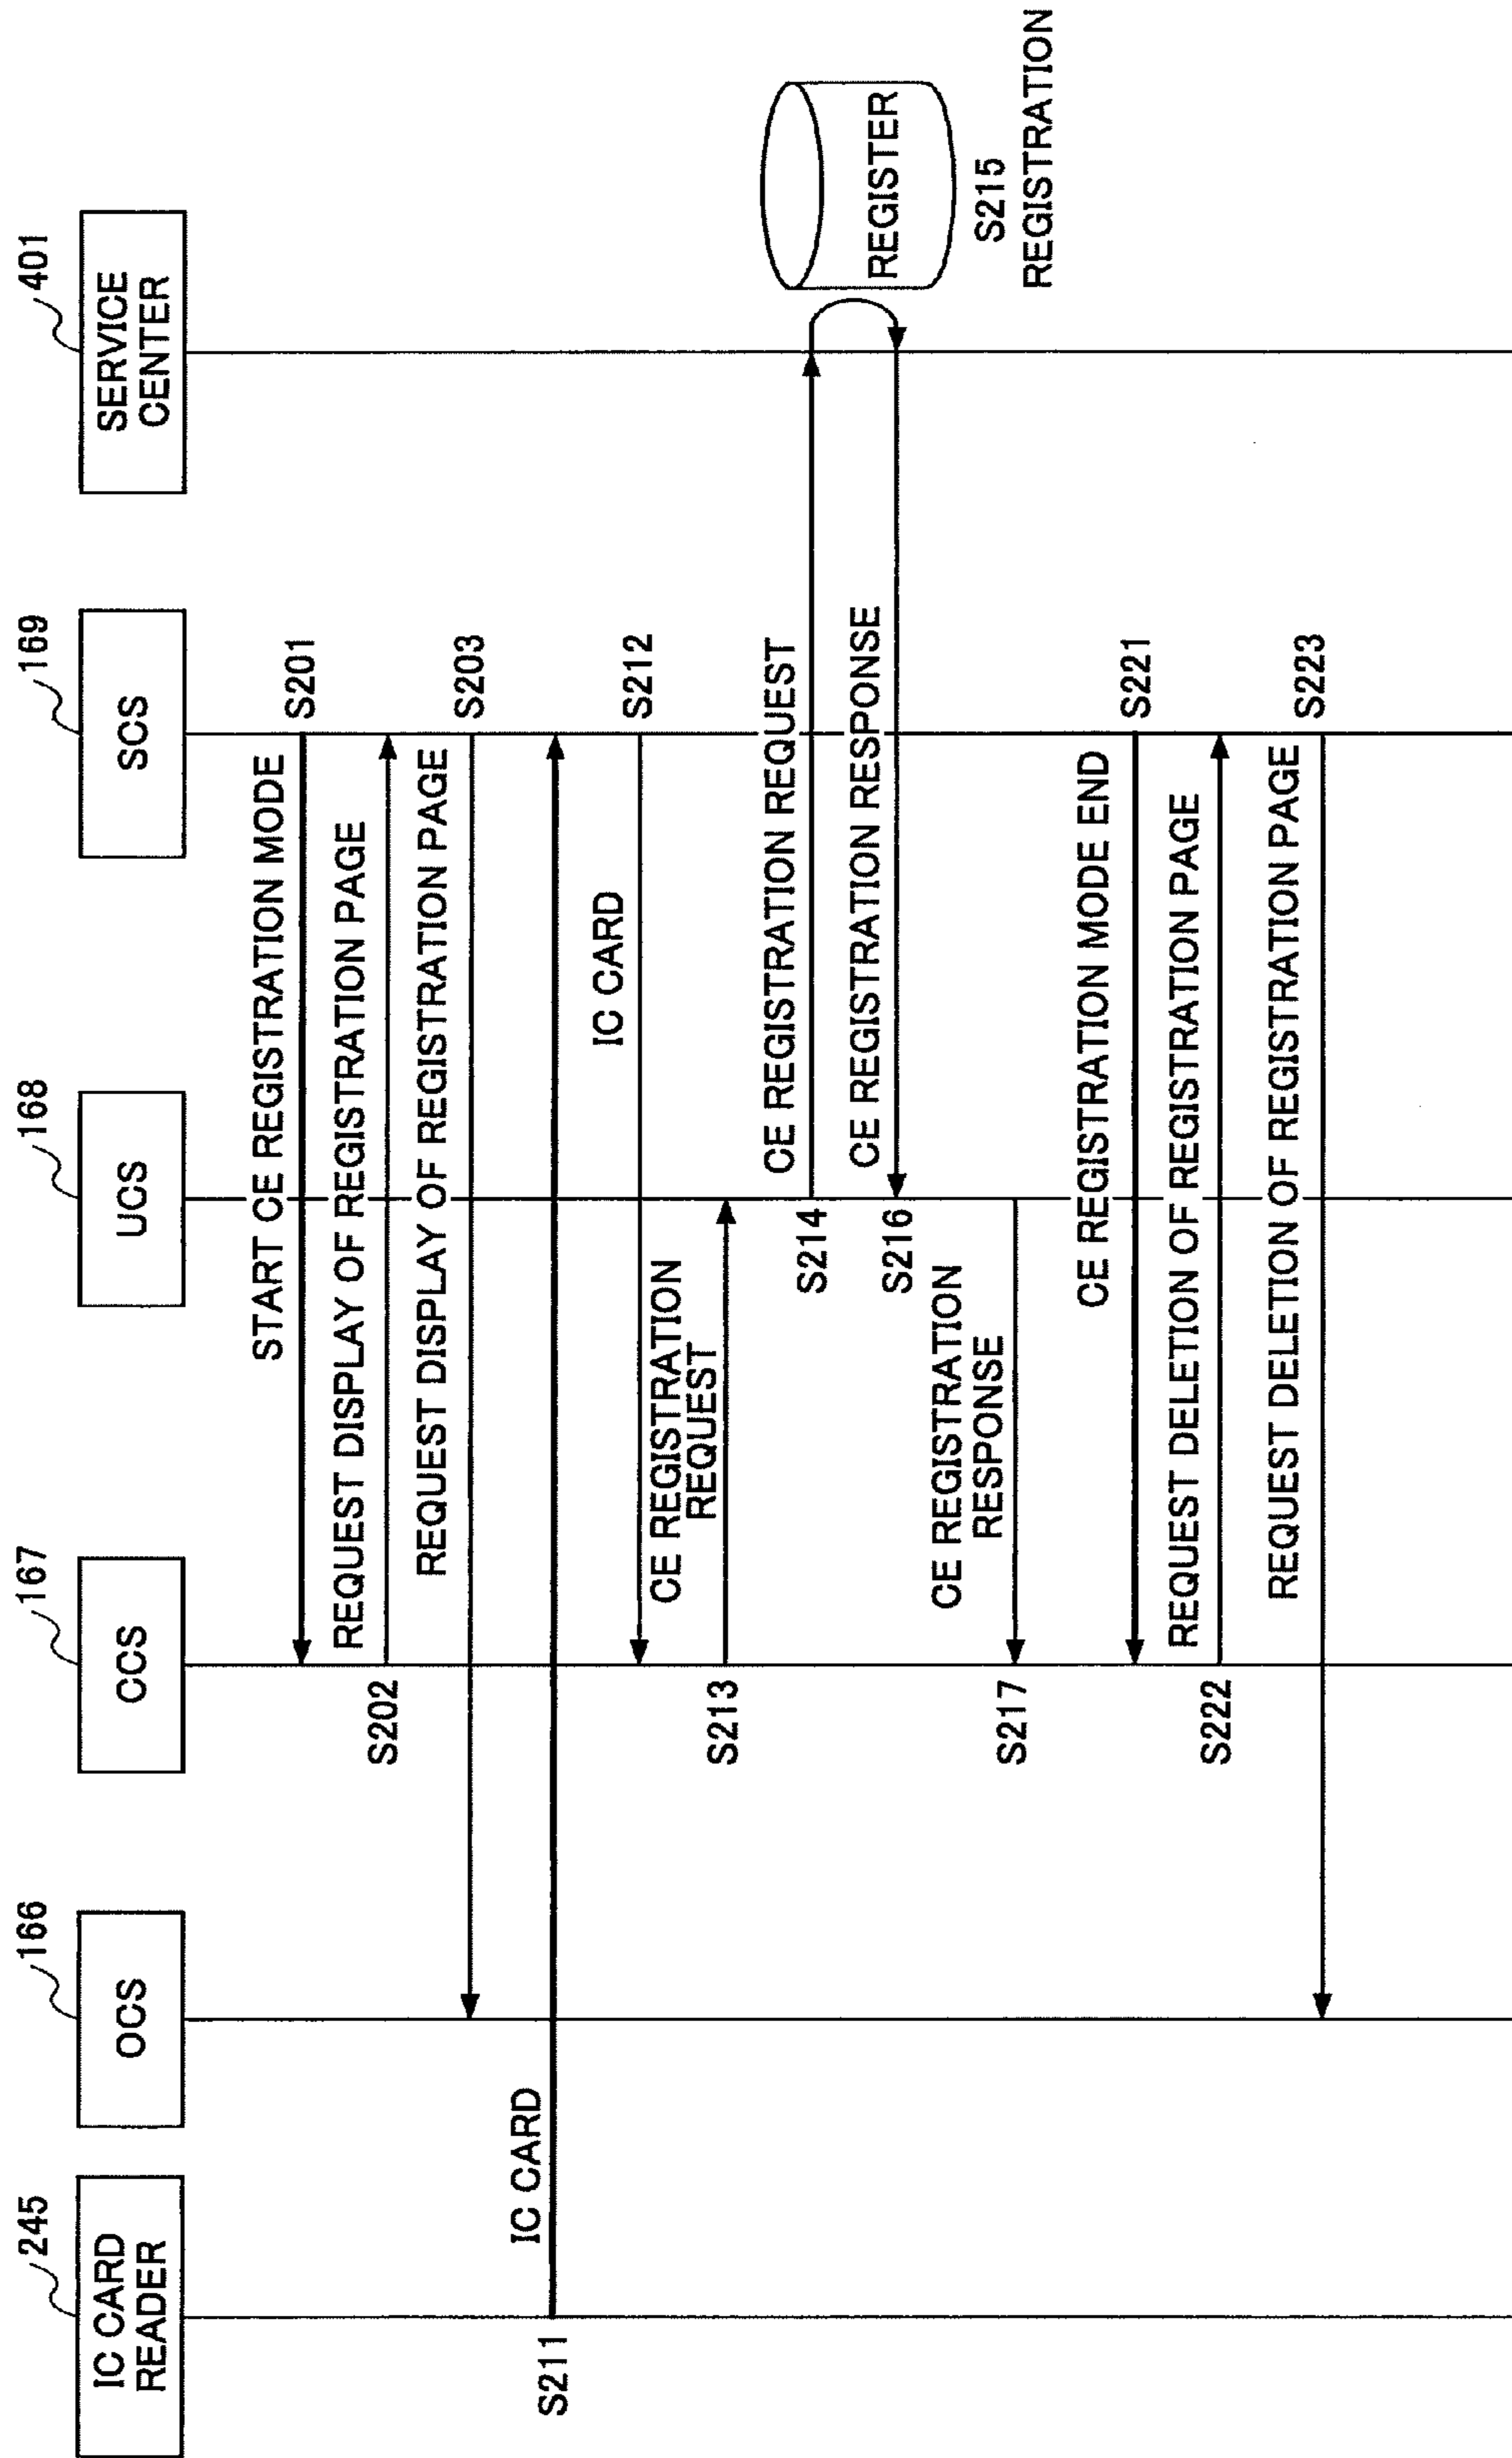 245
IC CARD
READER
166
OCS
167
CCS
168
UCS
169
SCS
401
SERVICE
CENTER
START CE REGISTRATION MODE
S201
S202
REQUEST DISPLAY OF REGISTRATION PAGE
REQUEST DISPLAY OF REGISTRATION PAGE
S203
S211
IC CARD
IC CARD
S212
S213
CE REGISTRATION
REQUEST
S214
CE REGISTRATION REQUEST
REGISTER
S215
REGISTRATION
S216
CE REGISTRATION RESPONSE
S217
CE REGISTRATION
RESPONSE
CE REGISTRATION MODE END
S221
S222
REQUEST DELETION OF REGISTRATION PAGE
REQUEST DELETION OF REGISTRATION PAGE
S223